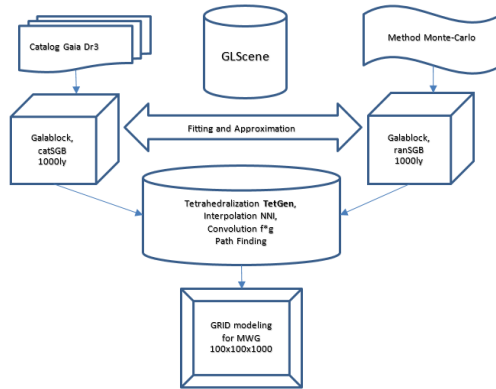 Catalog Gaia Dr3
GLScene
Method Monte-Carlo
Galablock,
catSGB
1000ly
Fitting and Approximation
Galablock,
ranSGB
1000ly
Tetrahedralization TetGen,
Interpolation NNI,
Convolution f*g
Path Finding
GRID modeling
for MWG
100x100x1000